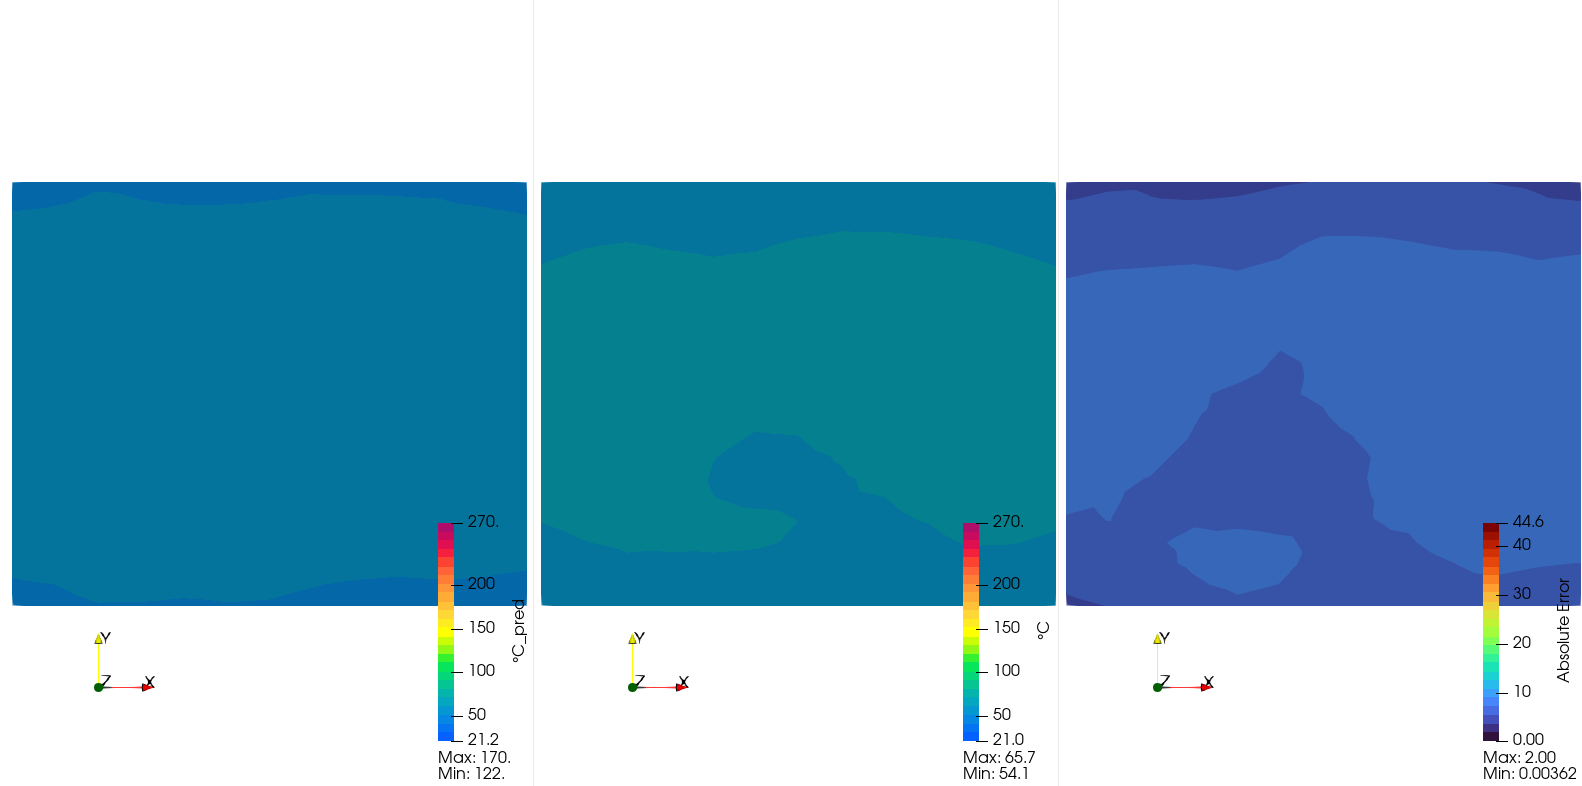 270.
200
150
100
50
21.2
°C_pred
Max: 170.
Min: 122.
Y
Z
X
270.
200
150
100
50
21.0
°C
Max: 65.7
Min: 54.1
Y
Z
X
44.6
40
30
20
10
0.00
Absolute Error
Max: 2.00
Min: 0.00362
Y
Z
X